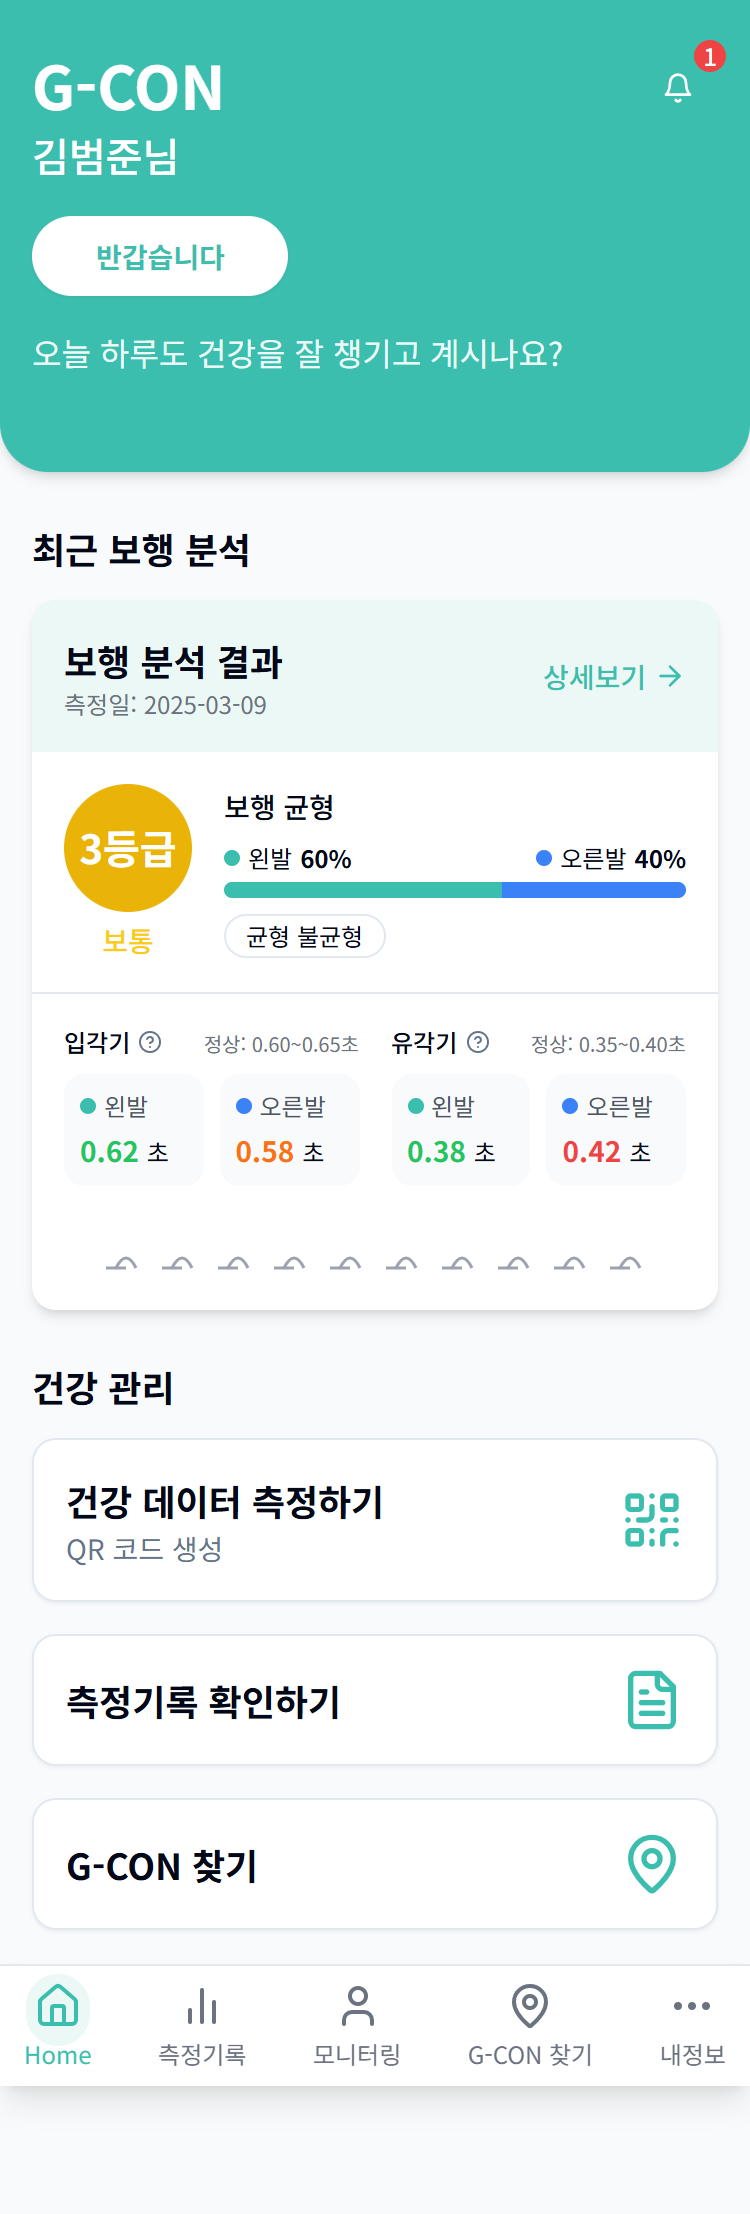 G-CON
1
김범준님
반갑습니다
오늘 하루도 건강을 잘 챙기고 계시나요?
최근 보행 분석
보행 분석 결과
측정일: 2025-03-09
상세보기
3등급
보통
보행 균형
왼발 60%
오른발 40%
균형 불균형
입각기
정상: 0.60~0.65초
왼발
0.62 초
오른발
0.58 초
유각기
정상: 0.35~0.40초
왼발
0.38 초
오른발
0.42 초
건강 관리
건강 데이터 측정하기
QR 코드 생성
측정기록 확인하기
G-CON 찾기
Home
측정기록
모니터링
G-CON 찾기
내정보